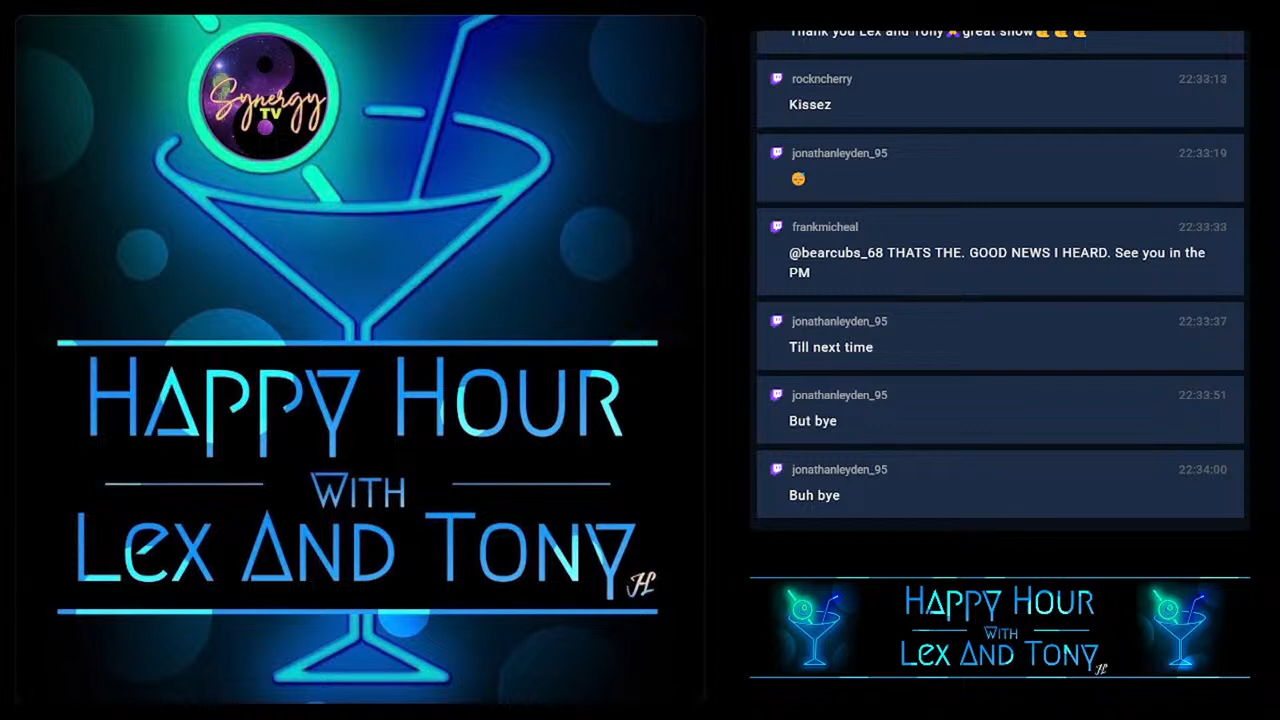 Synergy
TV
HAPPY HOUR
WITH
LEX AND TONY
JL
Thank you Lex and Tony great show
rockncherry 22:33:13
Kissez
jonathanleyden_95 22:33:19
frankmicheal 22:33:33
@bearcubs_68 THATS THE. GOOD NEWS I HEARD. See you in the
PM
jonathanleyden_95 22:33:37
Till next time
jonathanleyden_95 22:33:51
But bye
jonathanleyden_95 22:34:00
Buh bye
HAPPY HOUR
WITH
LEX AND TONY
JL